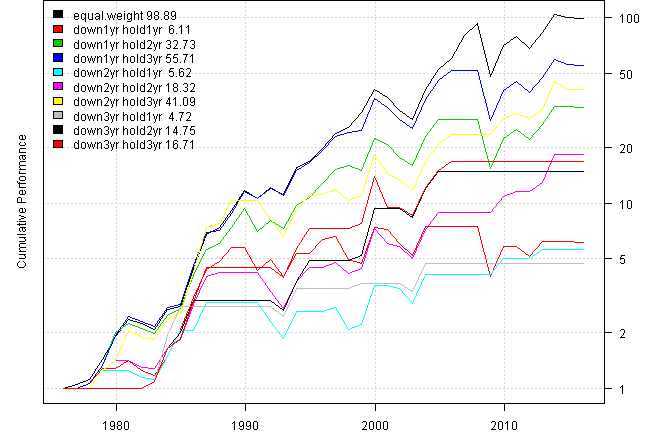 equal.weight 98.89
down1yr hold1yr 6.11
down1yr hold2yr 32.73
down1yr hold3yr 55.71
down2yr hold1yr 5.62
down2yr hold2yr 18.32
down2yr hold3yr 41.09
down3yr hold1yr 4.72
down3yr hold2yr 14.75
down3yr hold3yr 16.71
Cumulative Performance
100
50
20
10
5
2
1
1980 1990 2000 2010